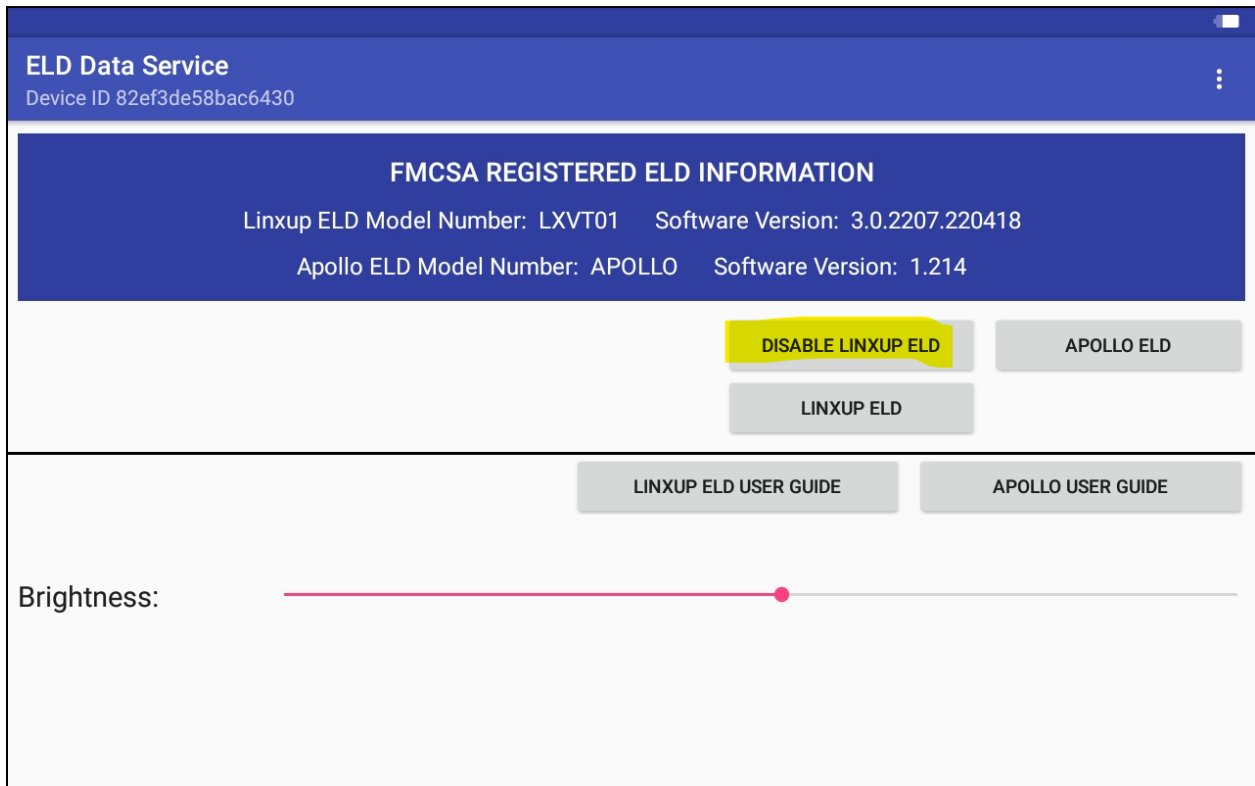 ELD Data Service
Device ID 82ef3de58bac6430
FMCSA REGISTERED ELD INFORMATION
Linxup ELD Model Number: LXVT01 Software Version: 3.0.2207.220418
Apollo ELD Model Number: APOLLO Software Version: 1.214
DISABLE LINXUP ELD APOLLO ELD
LINXUP ELD
LINXUP ELD USER GUIDE APOLLO USER GUIDE
Brightness: